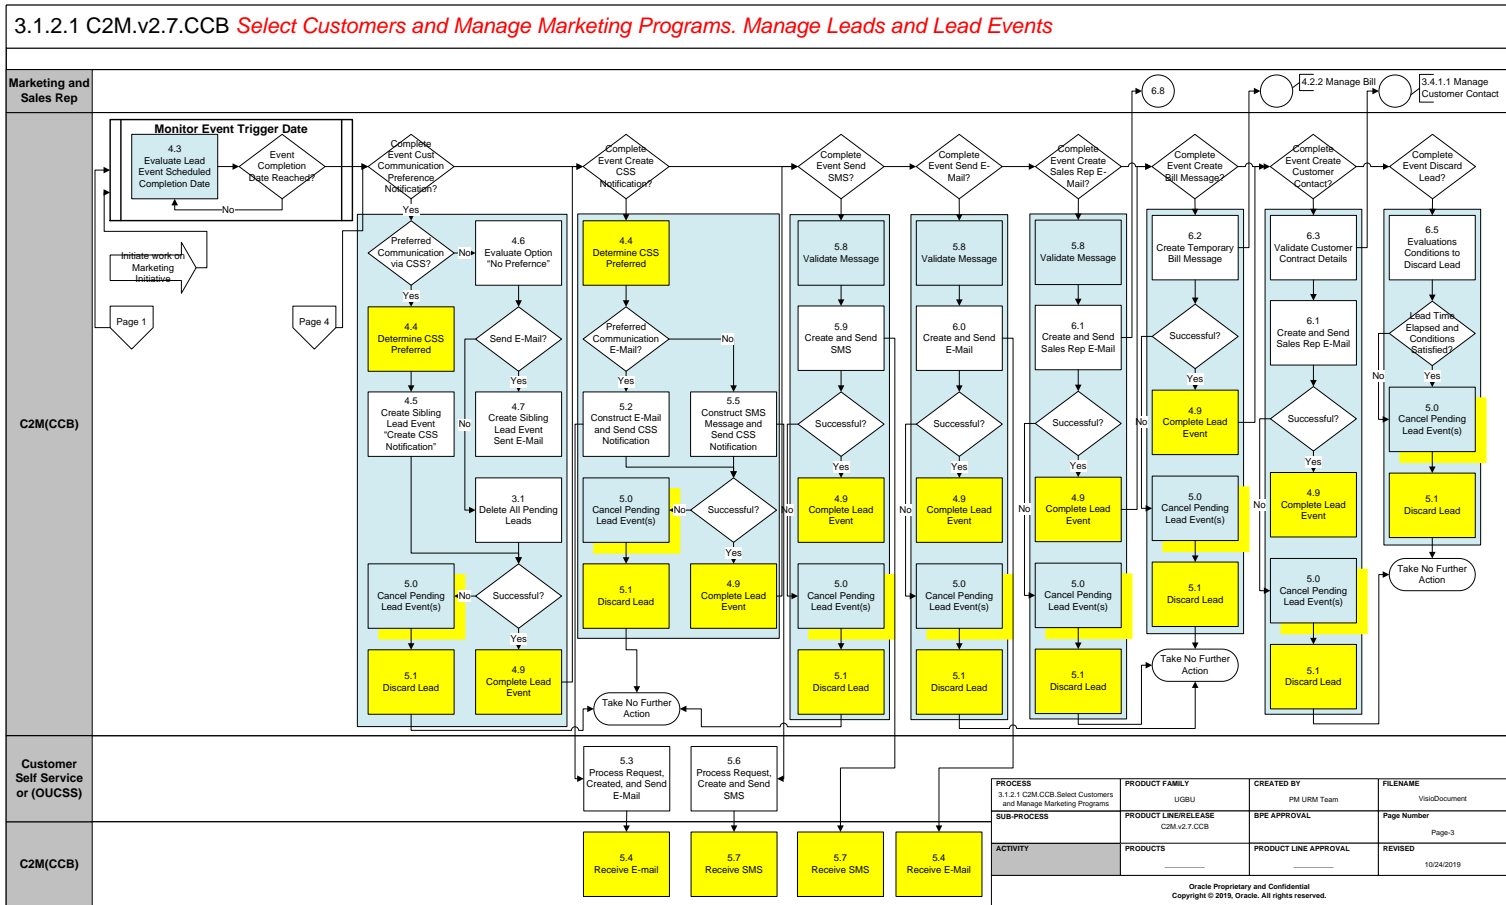 3.1.2.1 C2M.v2.7.CCB Select Customers and Manage Marketing Programs. Manage Leads and Lead Events
Marketing and
Sales Rep
6.8
4.2.2 Manage Bill
3.4.1.1 Manage
Customer Contact
C2M(CCB)
Monitor Event Trigger Date
4.3
Evaluate Lead
Event Scheduled
Completion Date
Event
Completion
Date Reached?
No
Initiate work on
Marketing
Initiative
Page 1
Page 4
Complete
Event Cust
Communication
Preference
Notification?
Yes
Preferred
Communication
via CSS?
No
4.6
Evaluate Option
“No Prefernce”
Yes
4.4
Determine CSS
Preferred
Send E-Mail?
Yes
No
4.5
Create Sibling
Lead Event
“Create CSS
Notification”
4.7
Create Sibling
Lead Event
Sent E-Mail
3.1
Delete All Pending
Leads
5.0
Cancel Pending
Lead Event(s)
No
Successful?
Yes
5.1
Discard Lead
4.9
Complete Lead
Event
Complete
Event Create
CSS
Notification?
4.4
Determine CSS
Preferred
Preferred
Communication
E-Mail?
No
Yes
5.2
Construct E-Mail
and Send CSS
Notification
5.5
Construct SMS
Message and
Send CSS
Notification
5.0
Cancel Pending
Lead Event(s)
No
Successful?
Yes
5.1
Discard Lead
4.9
Complete Lead
Event
Take No Further
Action
Complete
Event Send
SMS?
5.8
Validate Message
5.9
Create and Send
SMS
Successful?
Yes
No
4.9
Complete Lead
Event
5.0
Cancel Pending
Lead Event(s)
5.1
Discard Lead
Complete
Event Send E-
Mail?
5.8
Validate Message
6.0
Create and Send
E-Mail
Successful?
Yes
No
4.9
Complete Lead
Event
5.0
Cancel Pending
Lead Event(s)
5.1
Discard Lead
Complete
Event Create
Sales Rep E-
Mail?
5.8
Validate Message
6.1
Create and Send
Sales Rep E-Mail
Successful?
Yes
No
4.9
Complete Lead
Event
5.0
Cancel Pending
Lead Event(s)
5.1
Discard Lead
Complete
Event Create
Bill Message?
6.2
Create Temporary
Bill Message
Successful?
Yes
No
4.9
Complete Lead
Event
5.0
Cancel Pending
Lead Event(s)
5.1
Discard Lead
Take No Further
Action
Complete
Event Create
Customer
Contact?
6.3
Validate Customer
Contract Details
6.1
Create and Send
Sales Rep E-Mail
Successful?
Yes
No
4.9
Complete Lead
Event
5.0
Cancel Pending
Lead Event(s)
5.1
Discard Lead
Complete
Event Discard
Lead?
6.5
Evaluations
Conditions to
Discard Lead
Lead Time
Elapsed and
Conditions
Satisfied?
No
Yes
5.0
Cancel Pending
Lead Event(s)
5.1
Discard Lead
Take No Further
Action
Customer
Self Service
or (OUCSS)
5.3
Process Request,
Created, and Send
E-Mail
5.6
Process Request,
Create and Send
SMS
C2M(CCB)
5.4
Receive E-mail
5.7
Receive SMS
5.7
Receive SMS
5.4
Receive E-Mail
PROCESS
3.1.2.1 C2M.CCB.Select Customers
and Manage Marketing Programs
PRODUCT FAMILY
UGBU
CREATED BY
PM URM Team
FILENAME
VisioDocument
SUB-PROCESS
PRODUCT LINE/RELEASE
C2M.v2.7.CCB
BPE APPROVAL
Page Number
Page-3
ACTIVITY
PRODUCTS
PRODUCT LINE APPROVAL
REVISED
10/24/2019
Oracle Proprietary and Confidential
Copyright © 2019, Oracle. All rights reserved.